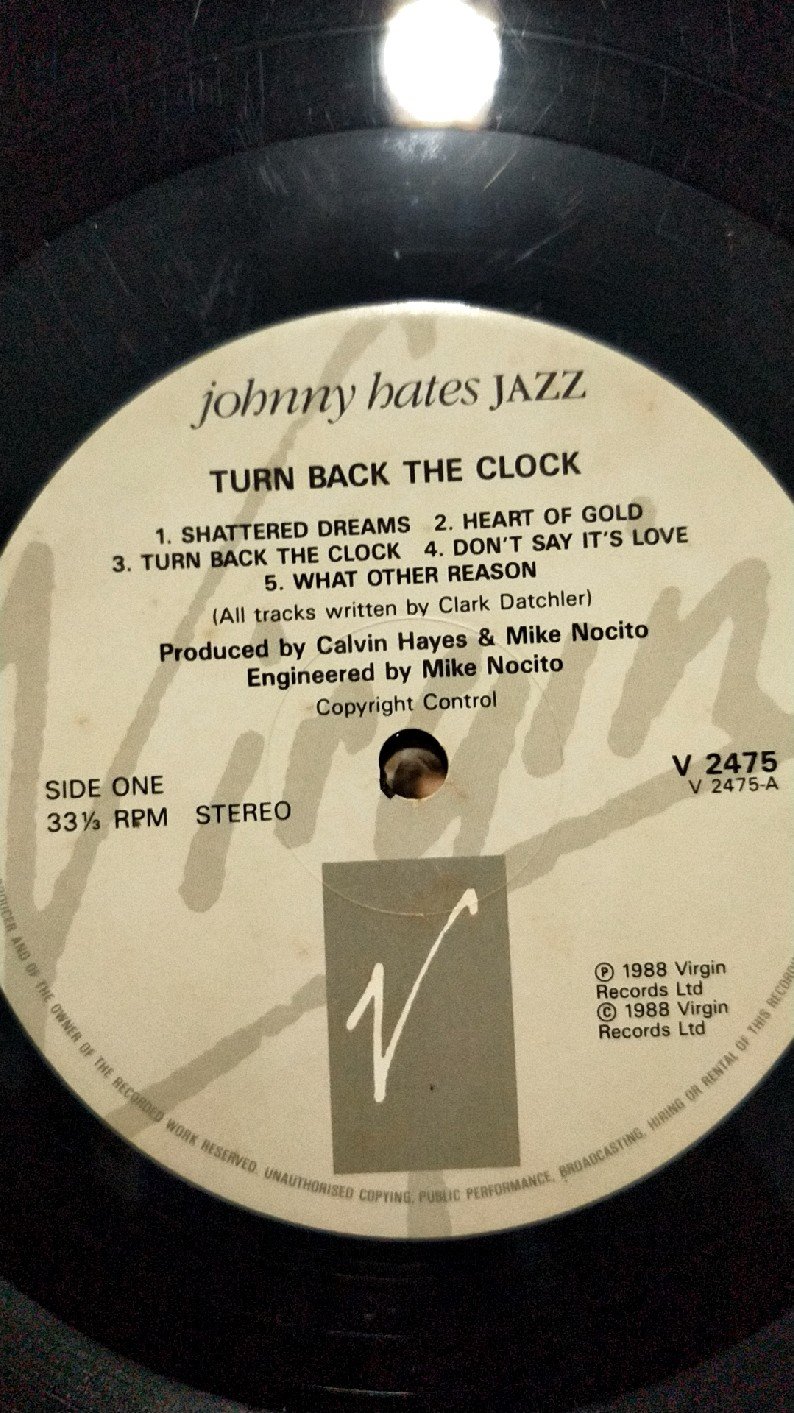 johnny hates JAZZ
TURN BACK THE CLOCK
1. SHATTERED DREAMS 2. HEART OF GOLD
3. TURN BACK THE CLOCK 4. DON'T SAY IT'S LOVE
5. WHAT OTHER REASON
(All tracks written by Clark Datchler)
Produced by Calvin Hayes & Mike Nocito
Engineered by Mike Nocito
Copyright Control
SIDE ONE
33⅓ RPM STEREO
V 2475
V 2475-A
Virgin
Ⓟ 1988 Virgin
Records Ltd
© 1988 Virgin
Records Ltd
AND OF THE OWNER OF THE RECORDED WORK RESERVED. UNAUTHORISED COPYING, PUBLIC PERFORMANCE, BROADCASTING, HIRING OR RENTAL OF THIS